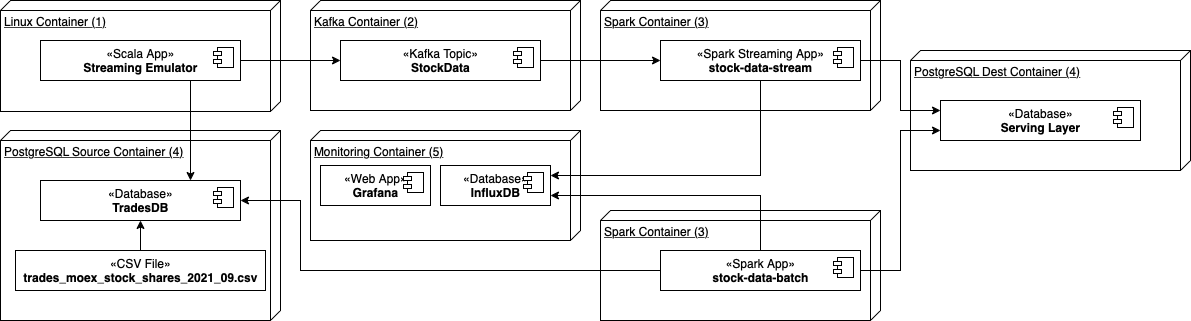 Linux Container (1)
«Scala App»
Streaming Emulator
Kafka Container (2)
«Kafka Topic»
StockData
Spark Container (3)
«Spark Streaming App»
stock-data-stream
PostgreSQL Dest Container (4)
«Database»
Serving Layer
PostgreSQL Source Container (4)
«Database»
TradesDB
«CSV File»
trades_moex_stock_shares_2021_09.csv
Monitoring Container (5)
«Web App»
Grafana
«Database»
InfluxDB
Spark Container (3)
«Spark App»
stock-data-batch